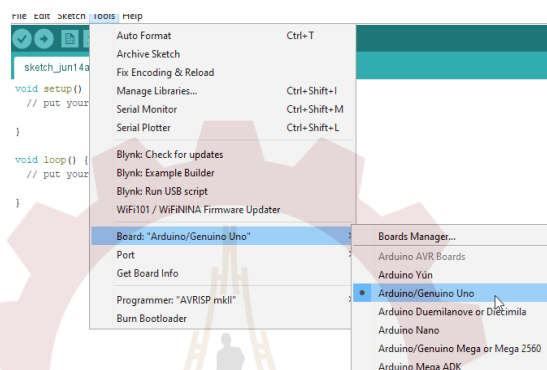 File Edit Sketch Tools Help
sketch_jun14a
void setup()
// put your
}
void loop() {
// put your
}
Auto Format Ctrl+T
Archive Sketch
Fix Encoding & Reload
Manage Libraries... Ctrl+Shift+I
Serial Monitor Ctrl+Shift+M
Serial Plotter Ctrl+Shift+L
Blynk: Check for updates
Blynk: Example Builder
Blynk: Run USB script
WiFi101 / WiFiNINA Firmware Updater
Board: "Arduino/Genuino Uno"
Port
Get Board Info
Programmer: "AVRISP mkII"
Burn Bootloader
Boards Manager...
Arduino AVR Boards
Arduino Yún
Arduino/Genuino Uno
Arduino Duemilanove or Diecimila
Arduino Nano
Arduino/Genuino Mega or Mega 2560
Arduino Mega ADK